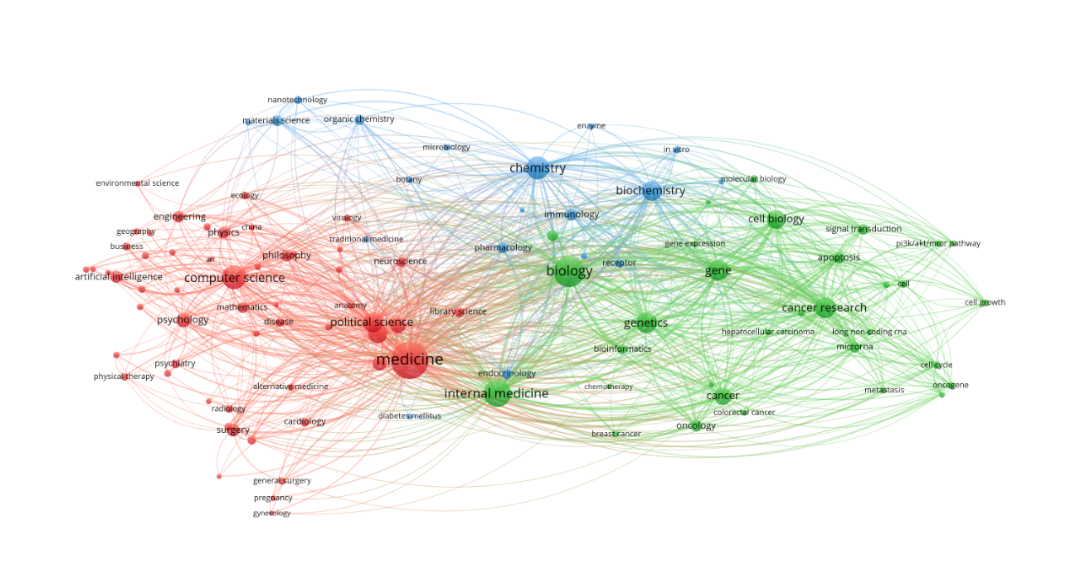 nanotechnology
materials science
organic chemistry
enzyme
microbiology
in vitro
chemistry
botany
molecular biology
environmental science
biochemistry
ecology
engineering
virology
immunology
cell biology
geography
physics
china
signal transduction
business
traditional medicine
pharmacology
gene expression
pi3k/akt/mtor pathway
philosophy
art
neuroscience
receptor
apoptosis
artificial intelligence
computer science
biology
gene
cell
mathematics
anatomy
library science
cancer research
cell growth
psychology
disease
political science
genetics
hepatocellular carcinoma
long non coding rna
bioinformatics
microrna
medicine
psychiatry
cell cycle
physical therapy
endocrinology
alternative medicine
chemotherapy
oncogene
metastasis
internal medicine
cancer
radiology
diabetes mellitus
colorectal cancer
cardiology
surgery
oncology
breast cancer
general surgery
pregnancy
gynecology